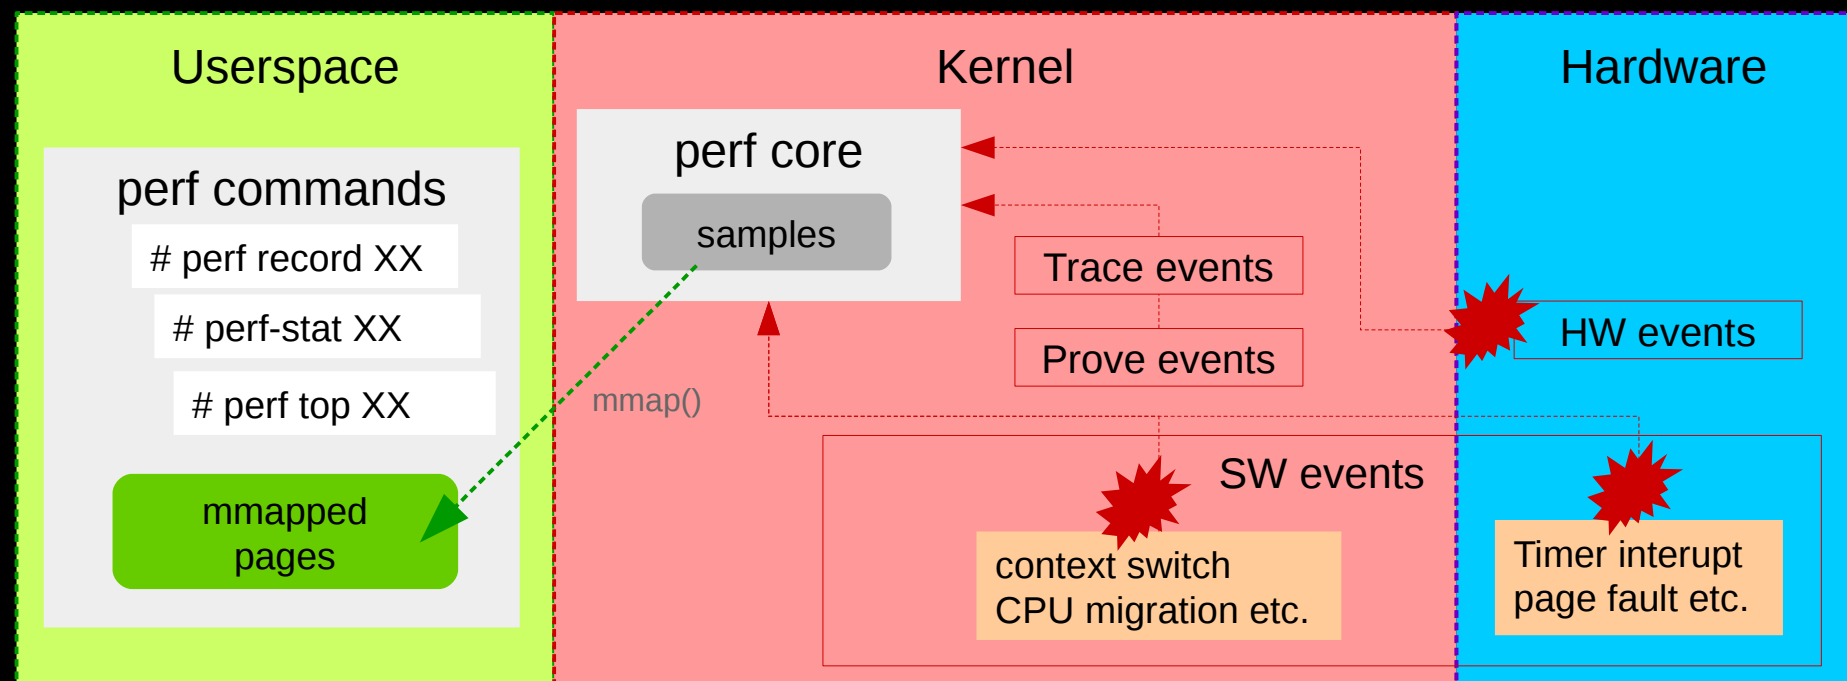 Userspace
Kernel
Hardware
perf commands
# perf record XX
# perf-stat XX
# perf top XX
mmapped
pages
perf core
samples
mmap()
Trace events
Prove events
HW events
SW events
context switch
CPU migration etc.
Timer interupt
page fault etc.